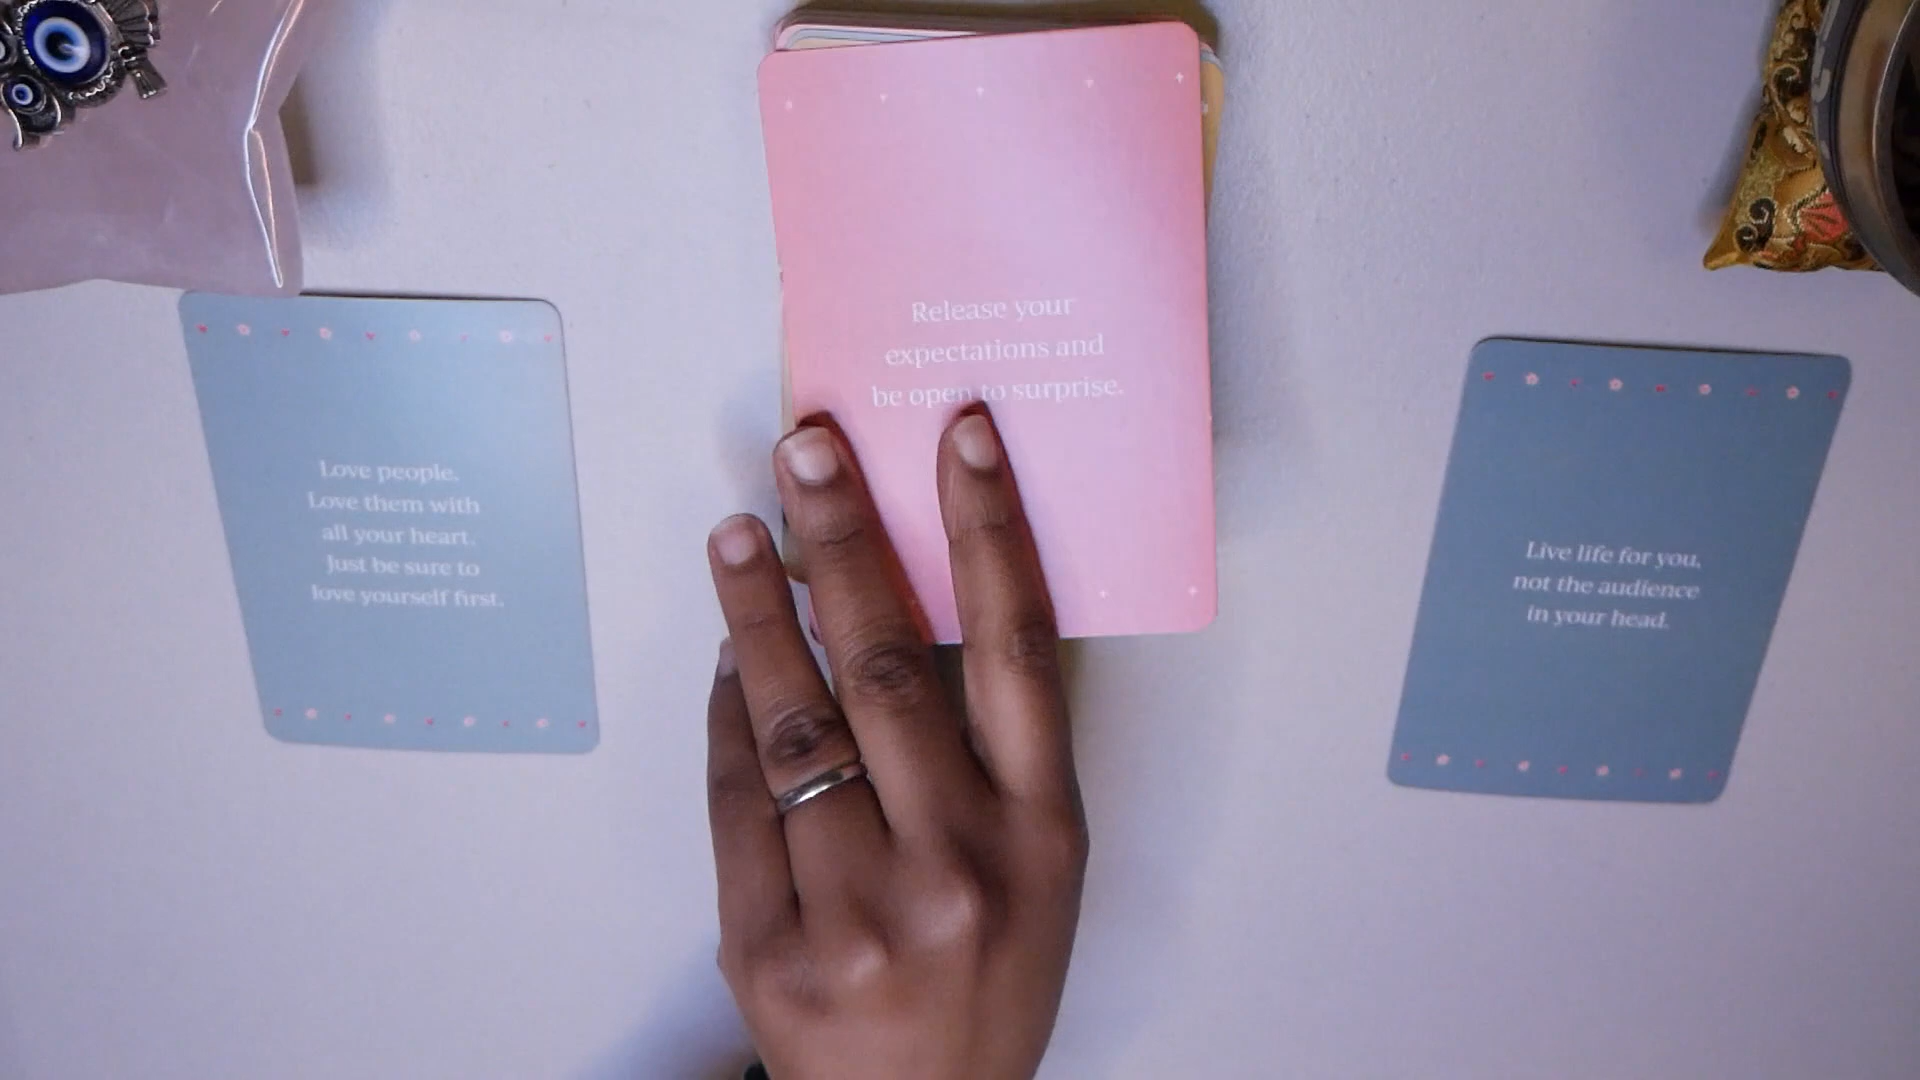 Love people.
Love them with
all your heart.
Just be sure to
love yourself first.
Release your
expectations and
be open to surprise.
Live life for you,
not the audience
in your head.